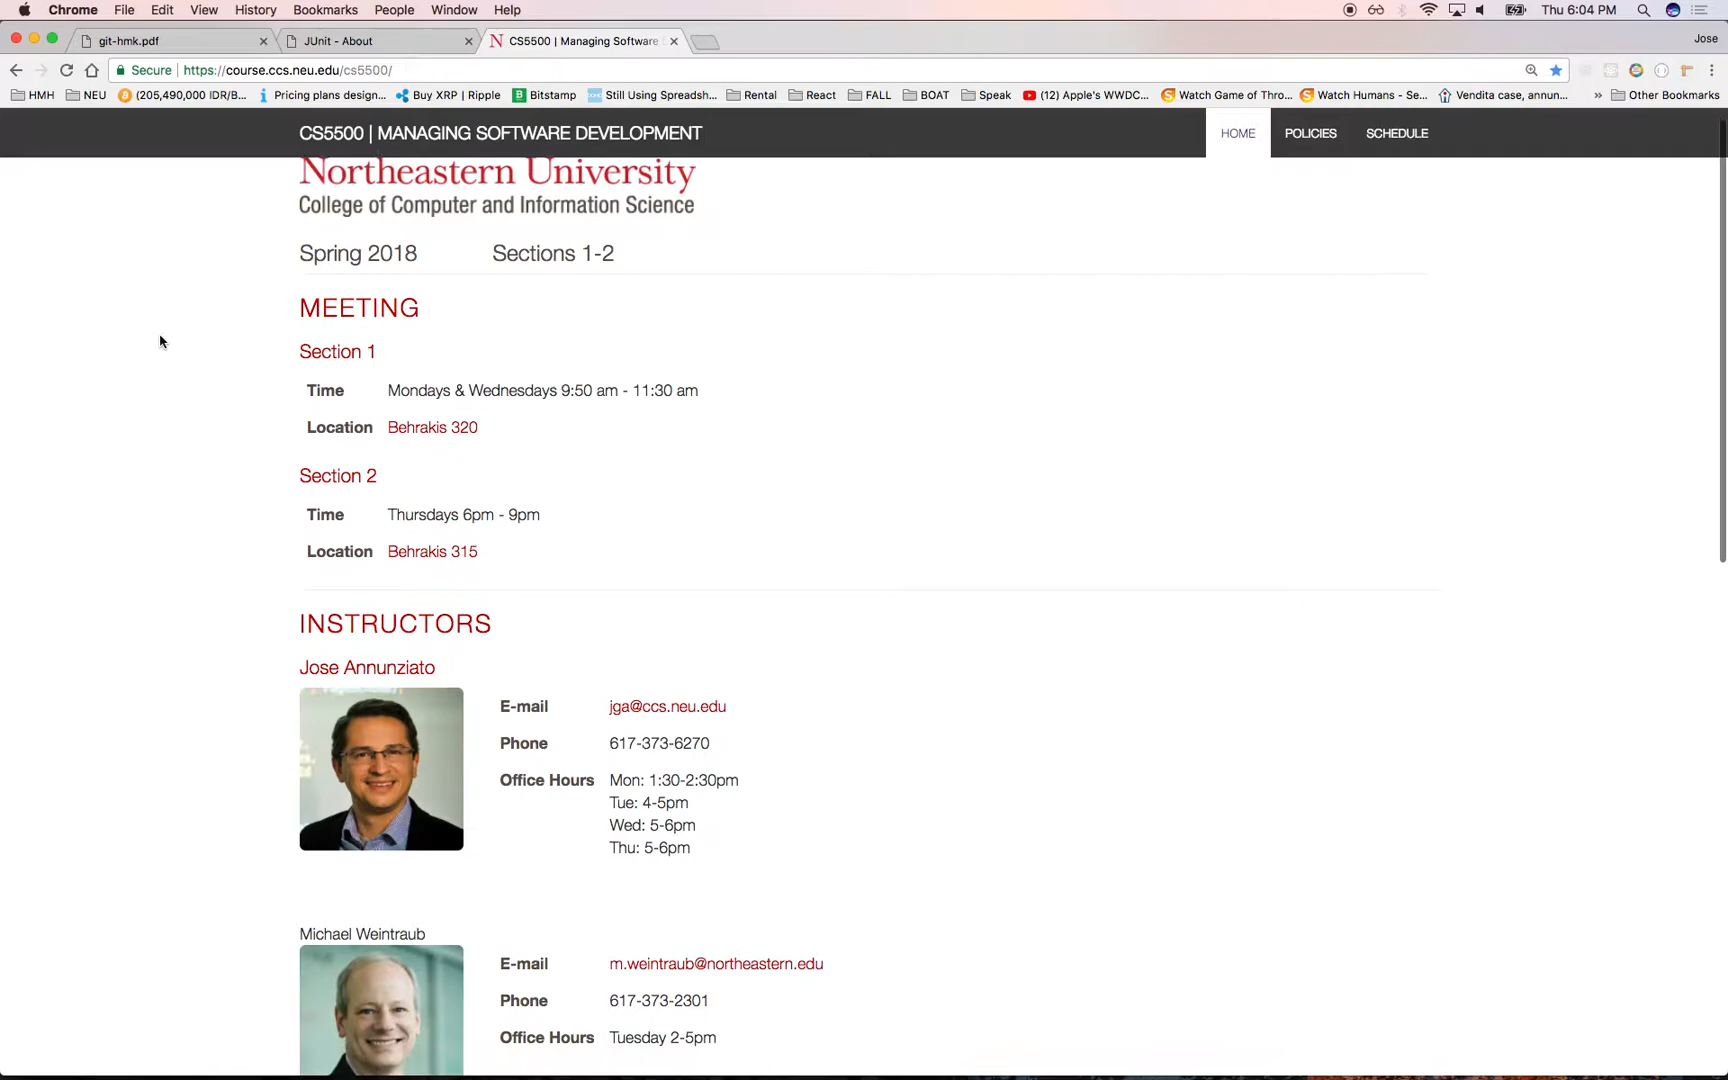 Chrome File Edit View History Bookmarks People Window Help Thu 6:04 PM
git-hmk.pdf JUnit - About CS5500 | Managing Software Jose
Secure https://course.ccs.neu.edu/cs5500/
HMH NEU (205,490,000 IDR/B... Pricing plans design... Buy XRP | Ripple Bitstamp Still Using Spreadsh... Rental React FALL BOAT Speak (12) Apple's WWDC... Watch Game of Thro... Watch Humans - Se... Vendita case, annun... » Other Bookmarks
CS5500 | MANAGING SOFTWARE DEVELOPMENT HOME POLICIES SCHEDULE
Northeastern University
College of Computer and Information Science
Spring 2018 Sections 1-2
MEETING
Section 1
Time Mondays & Wednesdays 9:50 am - 11:30 am
Location Behrakis 320
Section 2
Time Thursdays 6pm - 9pm
Location Behrakis 315
INSTRUCTORS
Jose Annunziato
E-mail jga@ccs.neu.edu
Phone 617-373-6270
Office Hours Mon: 1:30-2:30pm
Tue: 4-5pm
Wed: 5-6pm
Thu: 5-6pm
Michael Weintraub
E-mail m.weintraub@northeastern.edu
Phone 617-373-2301
Office Hours Tuesday 2-5pm